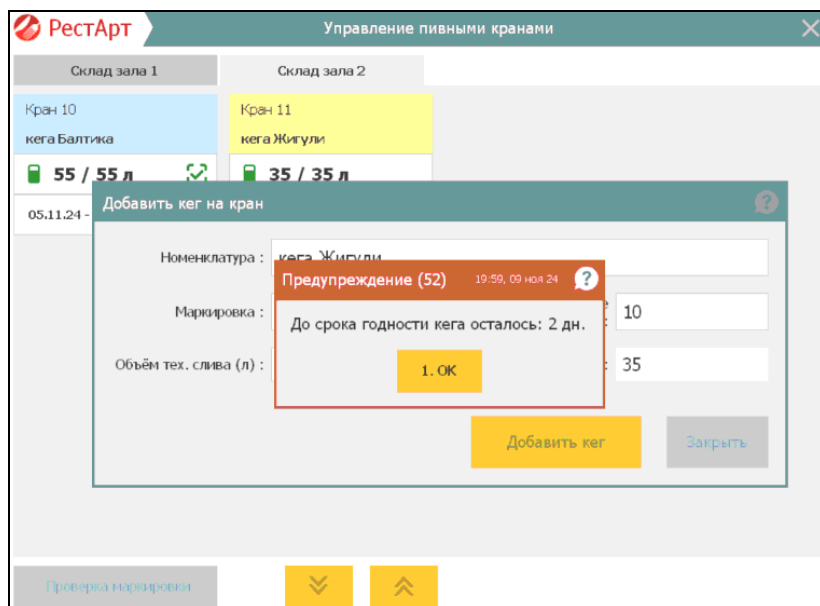 РестАрт
Управление пивными кранами
Склад зала 1
Склад зала 2
Кран 10
кега Балтика
55 / 55 л
05.11.24 -
Кран 11
кега Жигули
35 / 35 л
Добавить кег на кран
?
Номенклатура :
кега Жигули
Маркировка :
10
Объём тех. слива (л) :
: 35
Предупреждение (52)
19:59, 09 ноя 24
?
До срока годности кега осталось: 2 дн.
1. OK
Добавить кег
Закрыть
Проверка маркировки